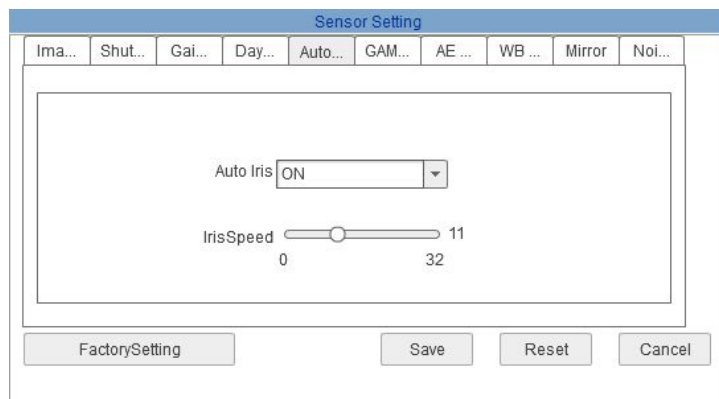 Sensor Setting
Ima... Shut... Gai... Day... Auto... GAM... AE ... WB ... Mirror Noi...
Auto Iris ON
IrisSpeed 11
0 32
FactorySetting Save Reset Cancel